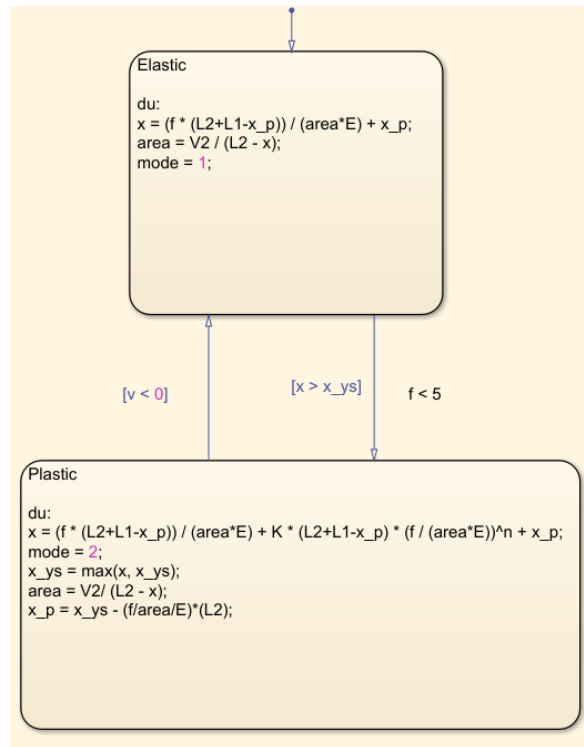 Elastic
du:
x = (f * (L2+L1-x_p)) / (area*E) + x_p;
area = V2 / (L2 - x);
mode = 1;
[v < 0]
[x > x_ys]
f < 5
Plastic
du:
x = (f * (L2+L1-x_p)) / (area*E) + K * (L2+L1-x_p) * (f / (area*E))^n + x_p;
mode = 2;
x_ys = max(x, x_ys);
area = V2/ (L2 - x);
x_p = x_ys - (f/area/E)*(L2);